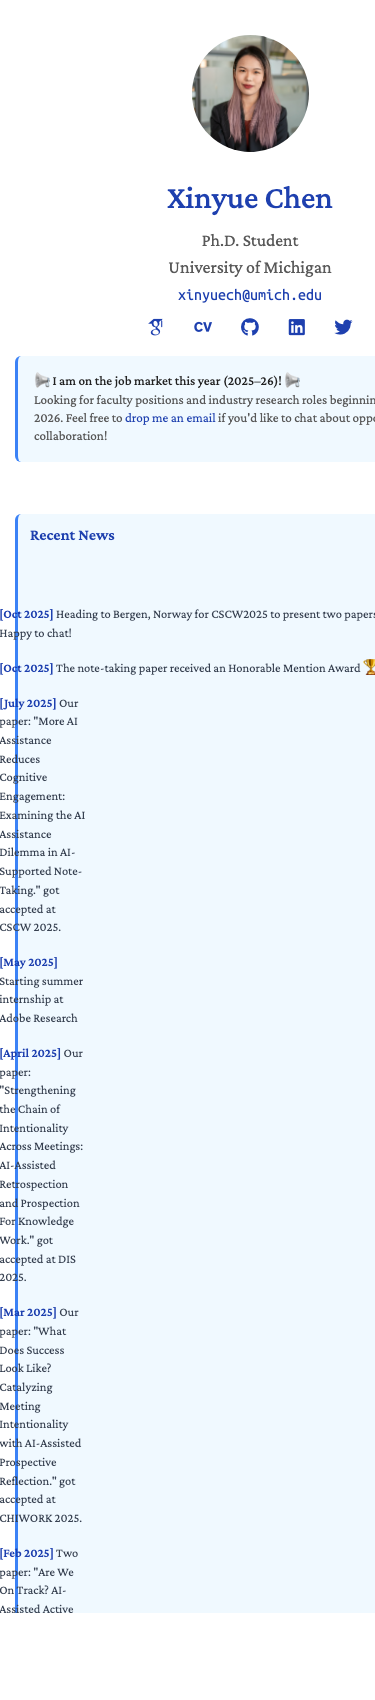 Xinyue Chen
Ph.D. Student
University of Michigan
xinyuech@umich.edu
CV
I am on the job market this year (2025–26)!
Looking for faculty positions and industry research roles
2026. Feel free to drop me an email if you'd like to chat about
collaboration!
Recent News
[Oct 2025] Heading to Bergen, Norway for CSCW2025 to present two papers
Happy to chat!
[Oct 2025] The note-taking paper received an Honorable Mention Award
[July 2025] Our
paper: "More AI
Assistance
Reduces
Cognitive
Engagement:
Examining the AI
Assistance
Dilemma in AI-
Supported Note-
Taking." got
accepted at
CSCW 2025.
[May 2025]
Starting summer
internship at
Adobe Research
[April 2025] Our
paper:
"Strengthening
the Chain of
Intentionality
Across Meetings:
AI-Assisted
Retrospection
and Prospection
For Knowledge
Work." got
accepted at DIS
2025.
[Mar 2025] Our
paper: "What
Does Success
Look Like?
Catalyzing
Meeting
Intentionality
with AI-Assisted
Prospective
Reflection." got
accepted at
CHIWORK 2025.
[Feb 2025] Two
paper: "Are We
On Track? AI-
Assisted Active